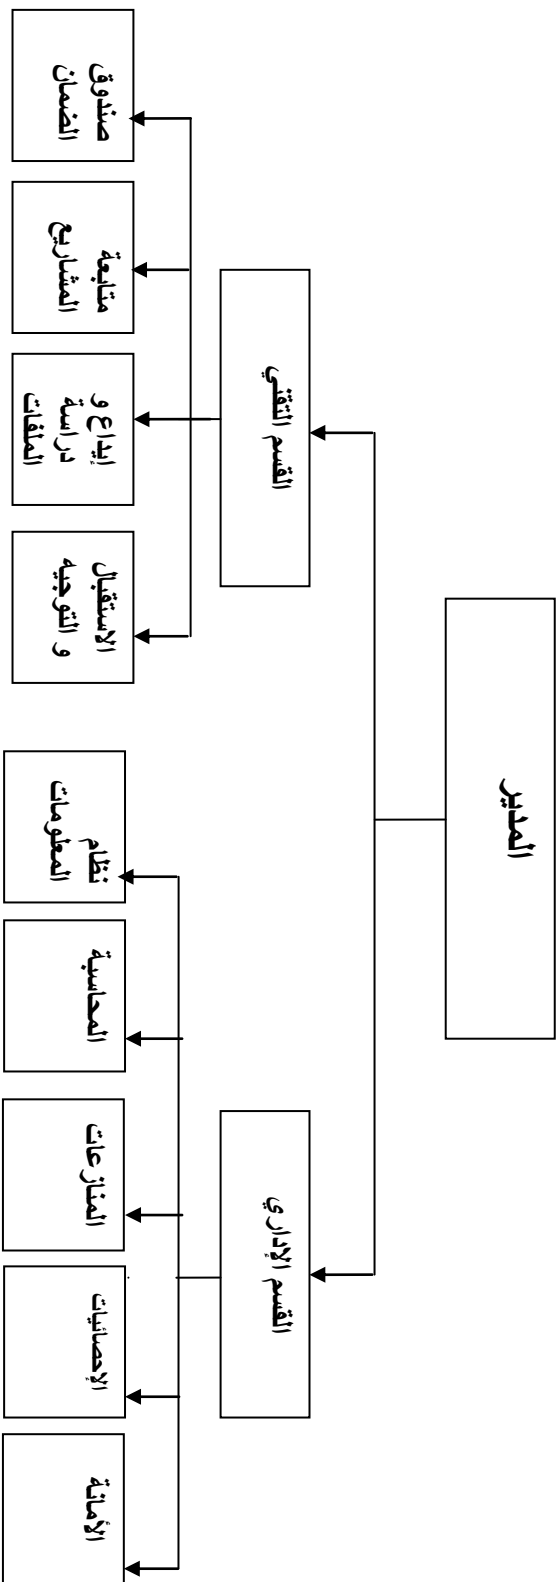 المدير
القسم الإداري
القسم التقني
الأمانة
الإحصائيات
المنازعات
المحاسبة
نظام
المعلومات
الاستقبال
و التوجيه
إيداع و
دراسة
الملفات
متابعة
المشاريع
صندوق
الضمان